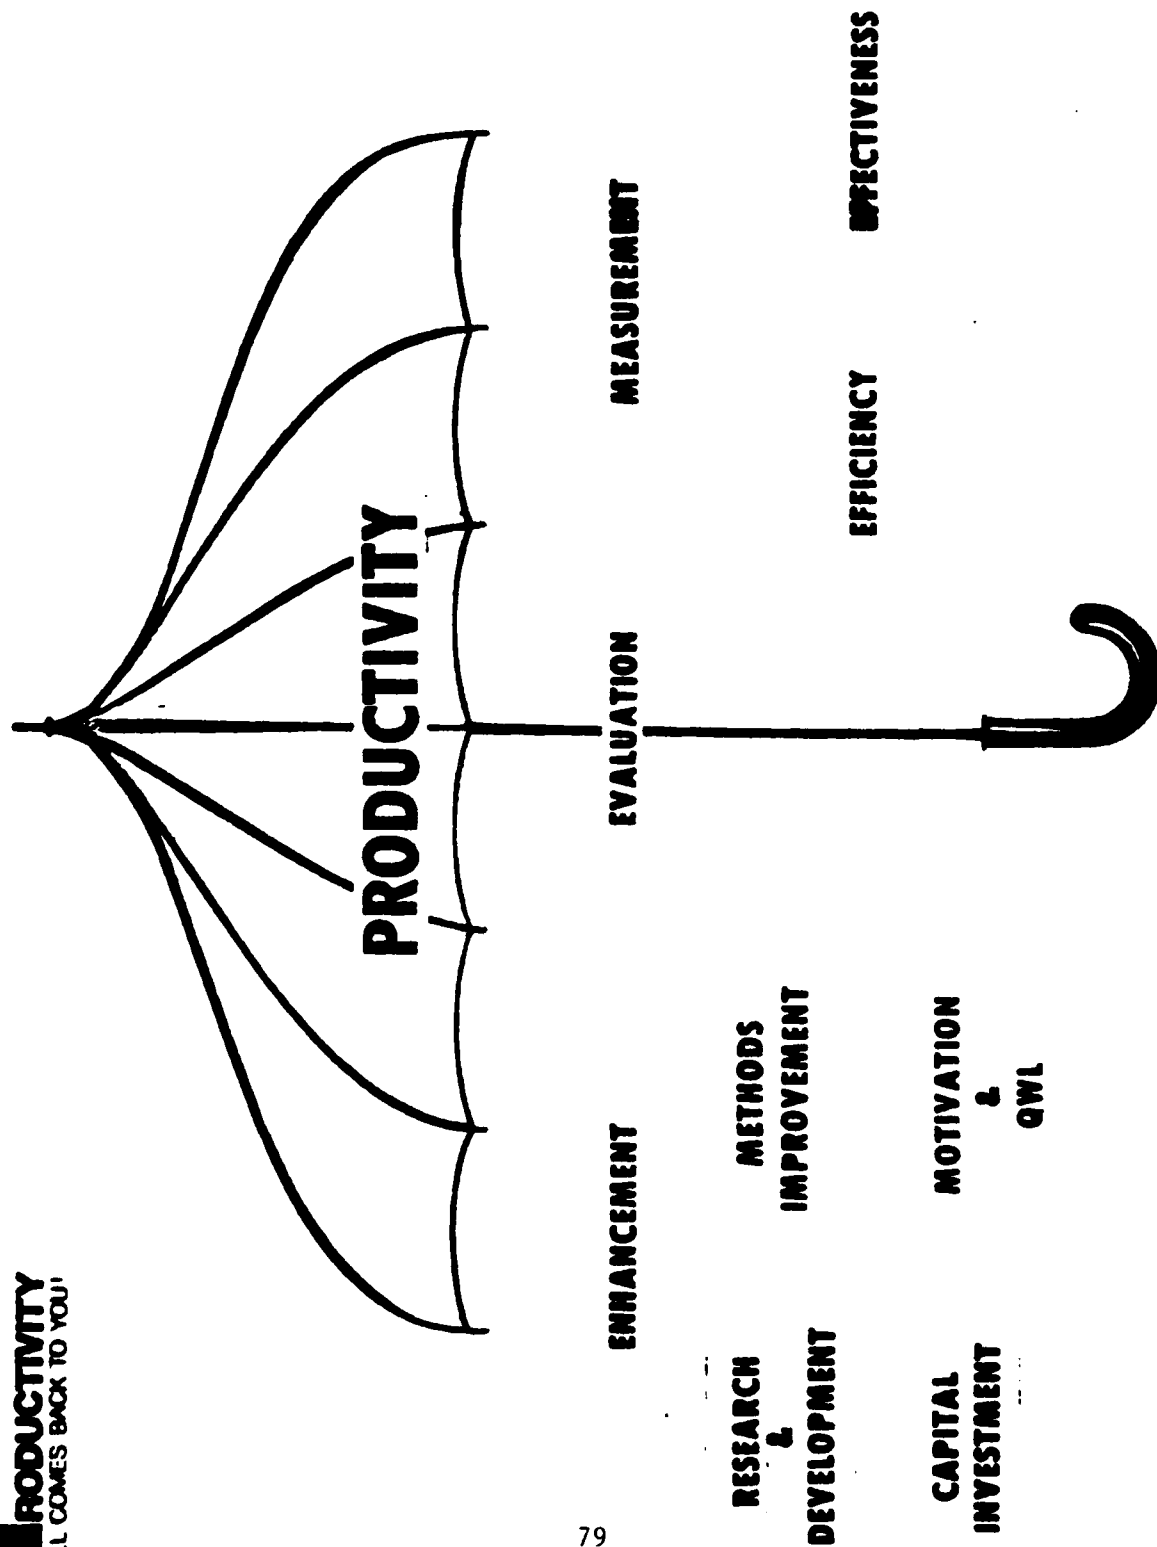 PRODUCTIVITY
COMES BACK TO YOU!
PRODUCTIVITY
ENHANCEMENT
EVALUATION
MEASUREMENT
RESEARCH
&
DEVELOPMENT
METHODS
IMPROVEMENT
CAPITAL
INVESTMENT
MOTIVATION
&
QWL
EFFICIENCY
EFFECTIVENESS
79